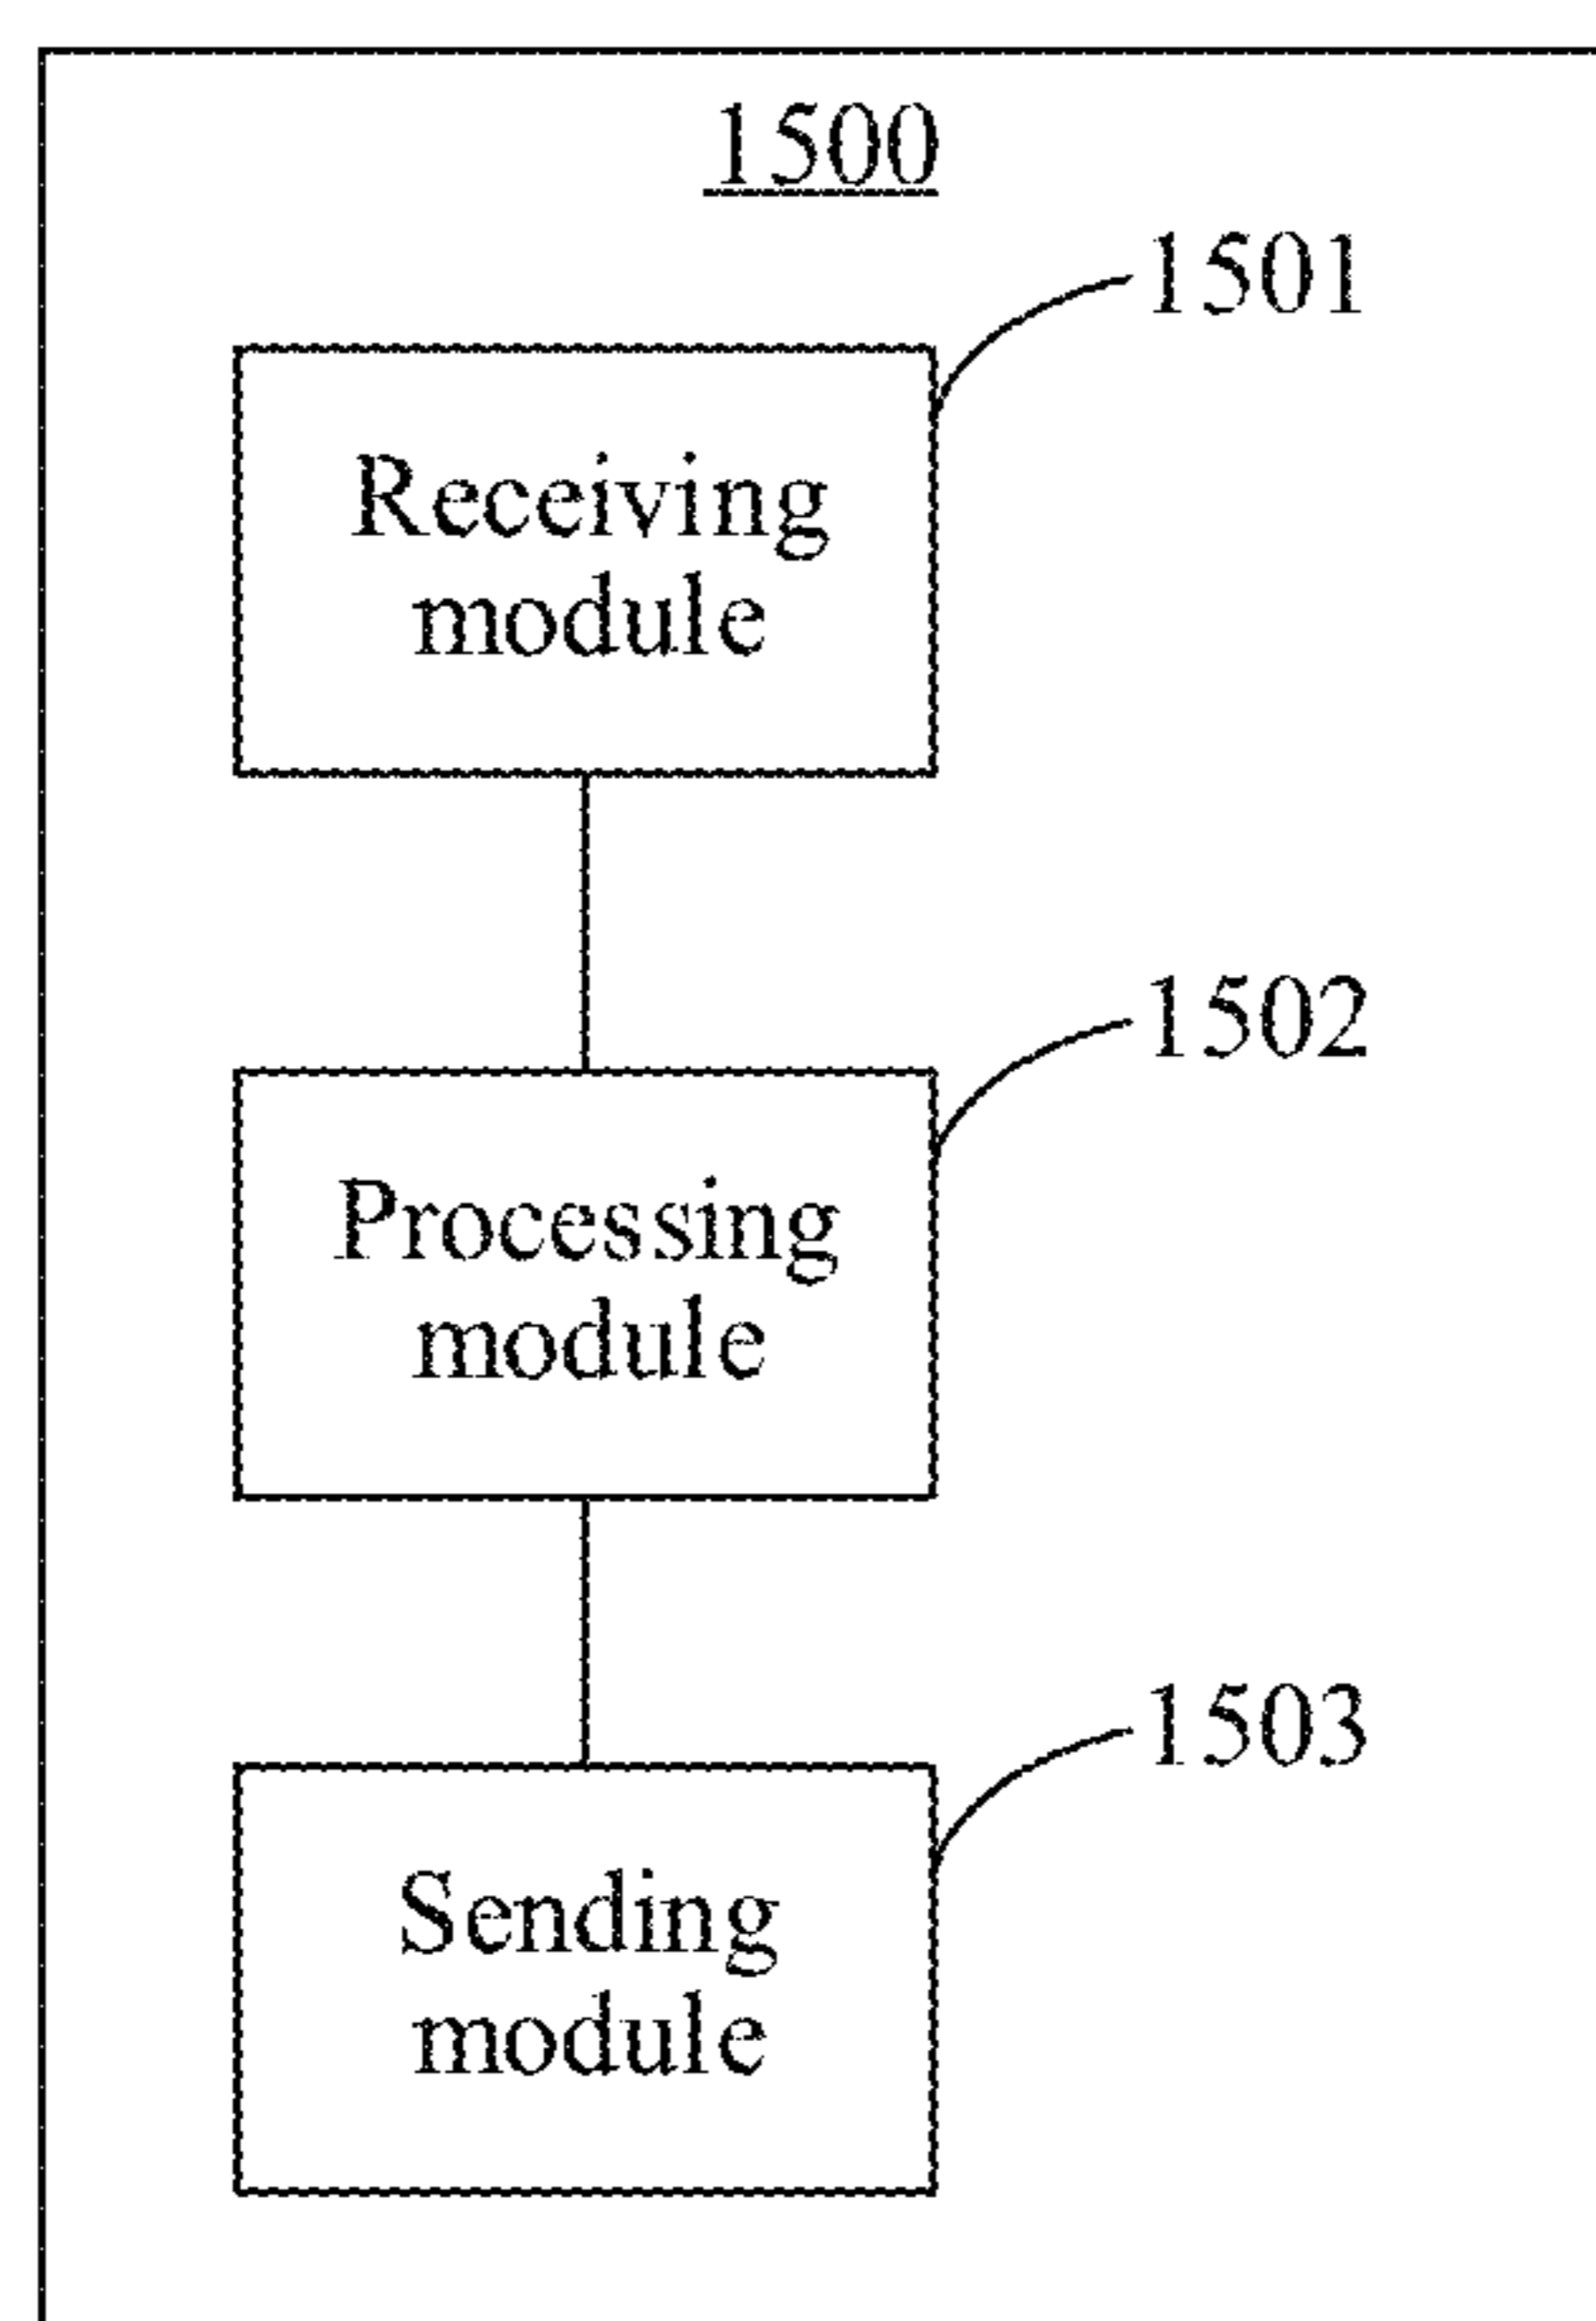 1500
1501
Receiving
module
1502
Processing
module
1503
Sending
module